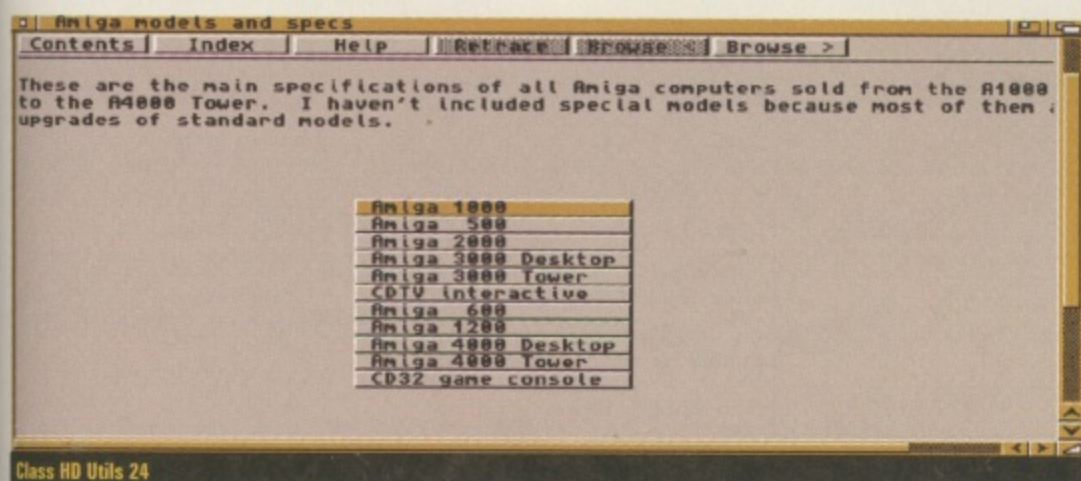 Amiga models and specs
Contents Index Help Retrace Browse < Browse >
These are the main specifications of all Amiga computers sold from the A1000
to the A4000 Tower. I haven't included special models because most of them
upgrades of standard models.
Amiga 1000
Amiga 500
Amiga 2000
Amiga 3000 Desktop
Amiga 3000 Tower
CDTV interactive
Amiga 600
Amiga 1200
Amiga 4000 Desktop
Amiga 4000 Tower
CD32 game console
Class HD Utils 24